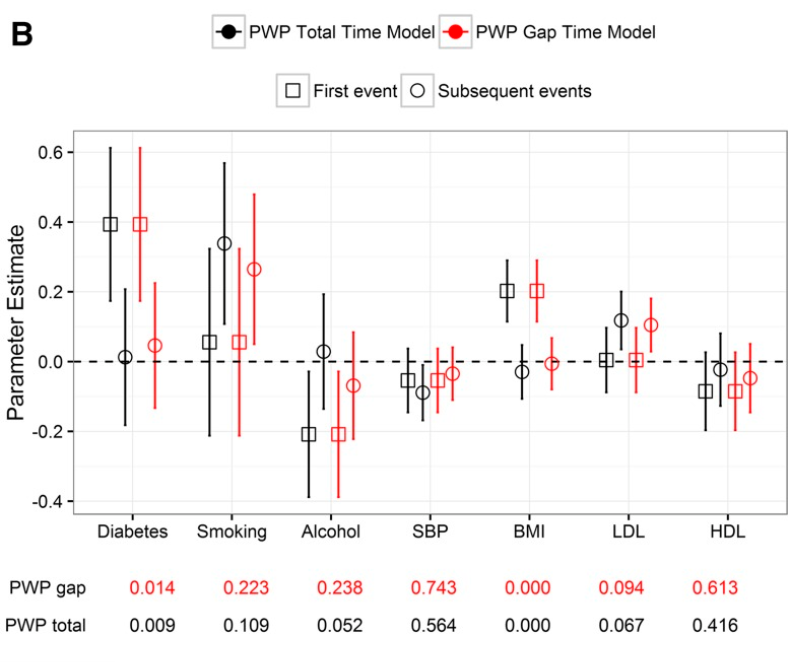 B
PWP Total Time Model PWP Gap Time Model
First event Subsequent events
Parameter Estimate
0.6
0.4
0.2
0.0
-0.2
-0.4
Diabetes Smoking Alcohol SBP BMI LDL HDL
PWP gap 0.014 0.223 0.238 0.743 0.000 0.094 0.613
PWP total 0.009 0.109 0.052 0.564 0.000 0.067 0.416